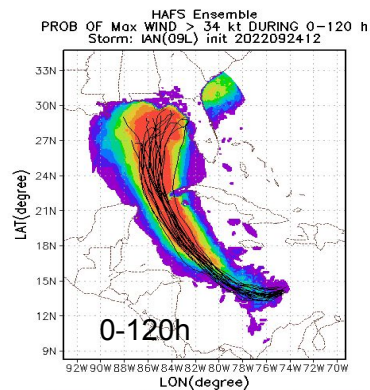 HAFS Ensemble
PROB OF Max WIND > 34 kt DURING 0-120 h
Storm: IAN(09L) init 2022092412
33N
30N
27N
24N
21N
18N
15N
12N
9N
LAT(degree)
0-120h
92W 90W 88W 86W 84W 82W 80W 78W 76W 74W 72W 70W
LON(degree)